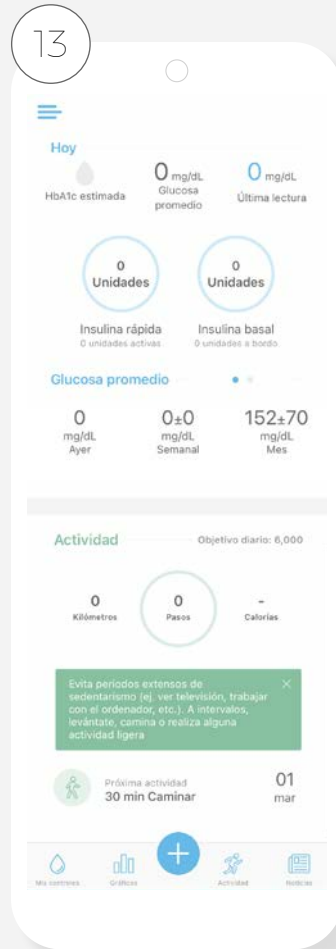 13
Hoy
HbA1c estimada
0 mg/dL
Glucosa
promedio
0 mg/dL
Última lectura
0
Unidades
Insulina rápida
0 unidades activas
0
Unidades
Insulina basal
0 unidades a bordo
Glucosa promedio
0
mg/dL
Ayer
0±0
mg/dL
Semanal
152±70
mg/dL
Mes
Actividad
Objetivo diario: 6,000
0
Kilómetros
0
Pasos
-
Calorías
Evita periodos extensos de
sedentarismo (ej. ver televisión, trabajar
con el ordenador, etc.). A intervalos,
levántate, camina o realiza alguna
actividad ligera
Próxima actividad
30 min Caminar
01
mar
Mis controles
Gráficos
Actividad
Noticias